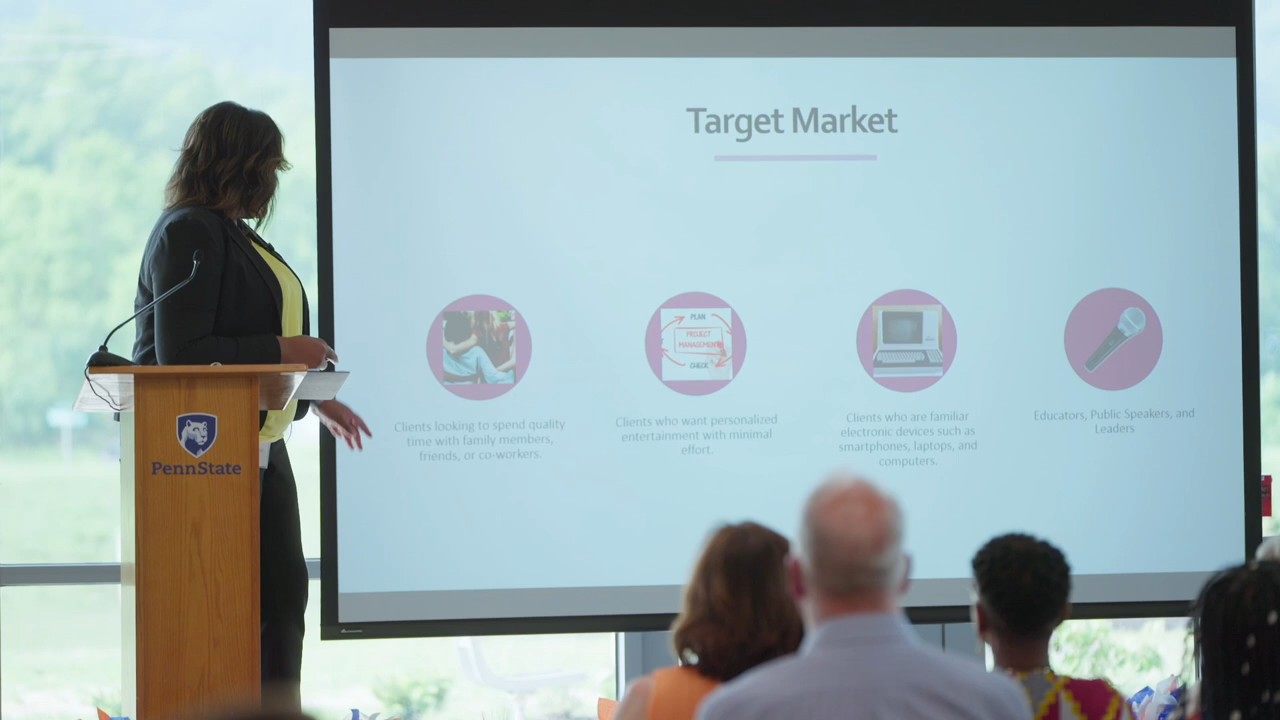 Target Market
PLAN
PROJECT
MANAGEMENT
CHECK
Clients looking to spend quality
time with family members,
friends, or co-workers.
Clients who want personalized
entertainment with minimal
effort.
Clients who are familiar
electronic devices such as
smartphones, laptops, and
computers.
Educators, Public Speakers, and
Leaders
PennState